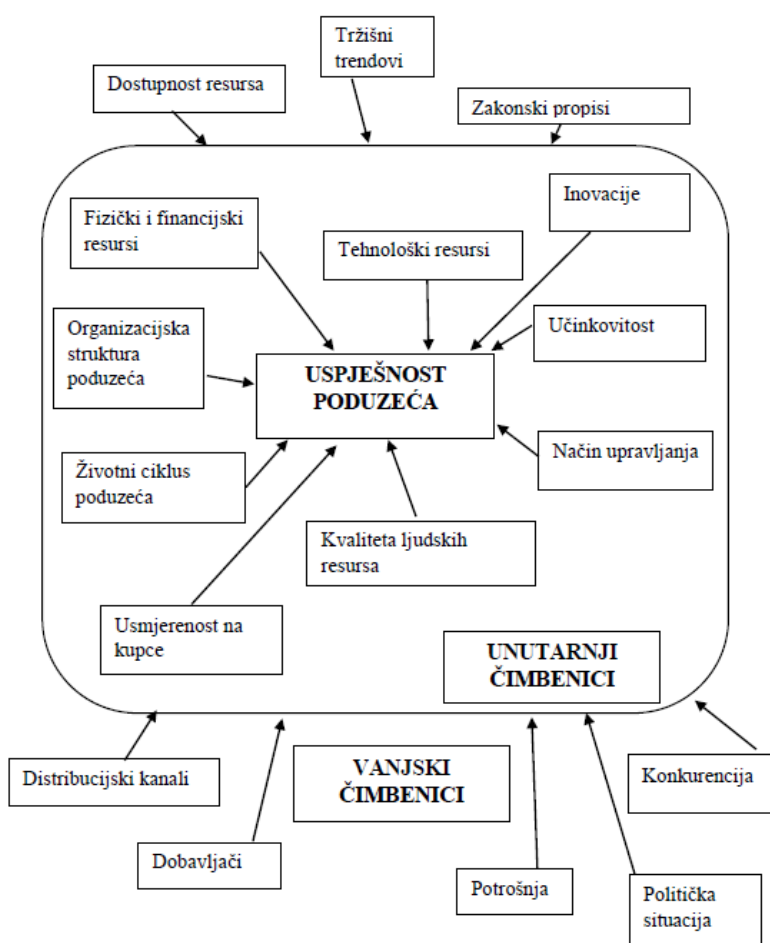 Tržišni
trendovi
Dostupnost resursa
Zakonski propisi
Inovacije
Fizički i financijski
resursi
Tehnološki resursi
Organizacijska
struktura
poduzeća
Učinkovitost
USPJEŠNOST
PODUZEĆA
Životni ciklus
poduzeća
Način upravljanja
Kvaliteta ljudskih
resursa
Usmjerenost na
kupce
UNUTARNJI
ČIMBENICI
Distribucijski kanali
VANJSKI
ČIMBENICI
Konkurencija
Dobavljači
Potrošnja
Politička
situacija